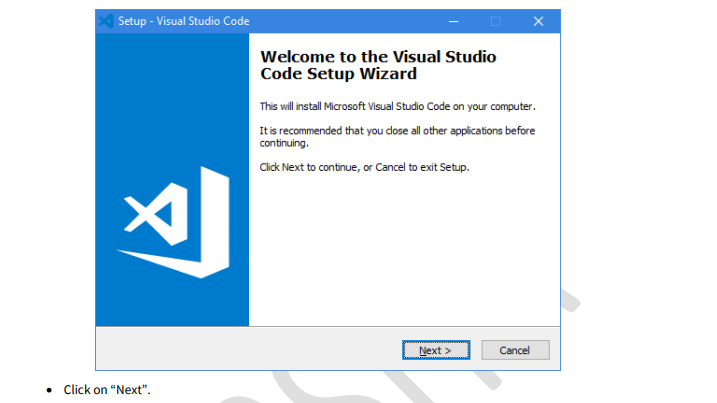 Setup - Visual Studio Code
Welcome to the Visual Studio
Code Setup Wizard
This will install Microsoft Visual Studio Code on your computer.
It is recommended that you close all other applications before
continuing.
Click Next to continue, or Cancel to exit Setup.
Next >
Cancel
• Click on “Next”.